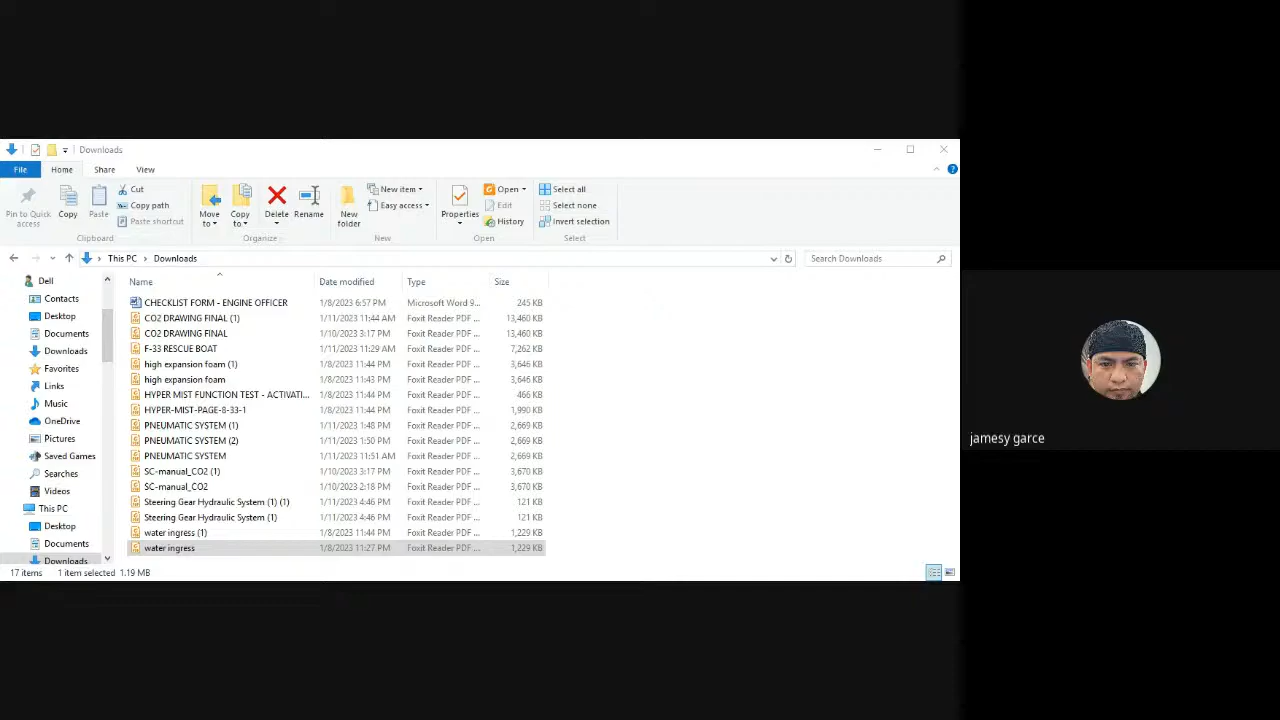 Downloads
File Home Share View
Pin to Quick access
Copy
Paste
Cut
Copy path
Paste shortcut
Clipboard
Move to
Copy to
Delete
Rename
Organize
New folder
New item
Easy access
New
Properties
Open
Edit
History
Open
Select all
Select none
Invert selection
Select
This PC > Downloads
Search Downloads
Dell
Contacts
Desktop
Documents
Downloads
Favorites
Links
Music
OneDrive
Pictures
Saved Games
Searches
Videos
This PC
Desktop
Documents
Downloads
Name Date modified Type Size
CHECKLIST FORM - ENGINE OFFICER 1/8/2023 6:57 PM Microsoft Word 9... 245 KB
CO2 DRAWING FINAL (1) 1/11/2023 11:44 AM Foxit Reader PDF ... 13,460 KB
CO2 DRAWING FINAL 1/10/2023 3:17 PM Foxit Reader PDF ... 13,460 KB
F-33 RESCUE BOAT 1/11/2023 11:29 AM Foxit Reader PDF ... 7,262 KB
high expansion foam (1) 1/8/2023 11:44 PM Foxit Reader PDF ... 3,646 KB
high expansion foam 1/8/2023 11:43 PM Foxit Reader PDF ... 3,646 KB
HYPER MIST FUNCTION TEST - ACTIVATI... 1/8/2023 11:44 PM Foxit Reader PDF ... 466 KB
HYPER-MIST-PAGE-8-33-1 1/8/2023 11:44 PM Foxit Reader PDF ... 1,990 KB
PNEUMATIC SYSTEM (1) 1/11/2023 1:48 PM Foxit Reader PDF ... 2,669 KB
PNEUMATIC SYSTEM (2) 1/11/2023 1:50 PM Foxit Reader PDF ... 2,669 KB
PNEUMATIC SYSTEM 1/11/2023 11:51 AM Foxit Reader PDF ... 2,669 KB
SC-manual_CO2 (1) 1/10/2023 3:17 PM Foxit Reader PDF ... 3,670 KB
SC-manual_CO2 1/10/2023 2:18 PM Foxit Reader PDF ... 3,670 KB
Steering Gear Hydraulic System (1) (1) 1/11/2023 4:46 PM Foxit Reader PDF ... 121 KB
Steering Gear Hydraulic System (1) 1/11/2023 4:46 PM Foxit Reader PDF ... 121 KB
water ingress (1) 1/8/2023 11:44 PM Foxit Reader PDF ... 1,229 KB
water ingress 1/8/2023 11:27 PM Foxit Reader PDF ... 1,229 KB
17 items 1 item selected 1.19 MB
jamesy garce